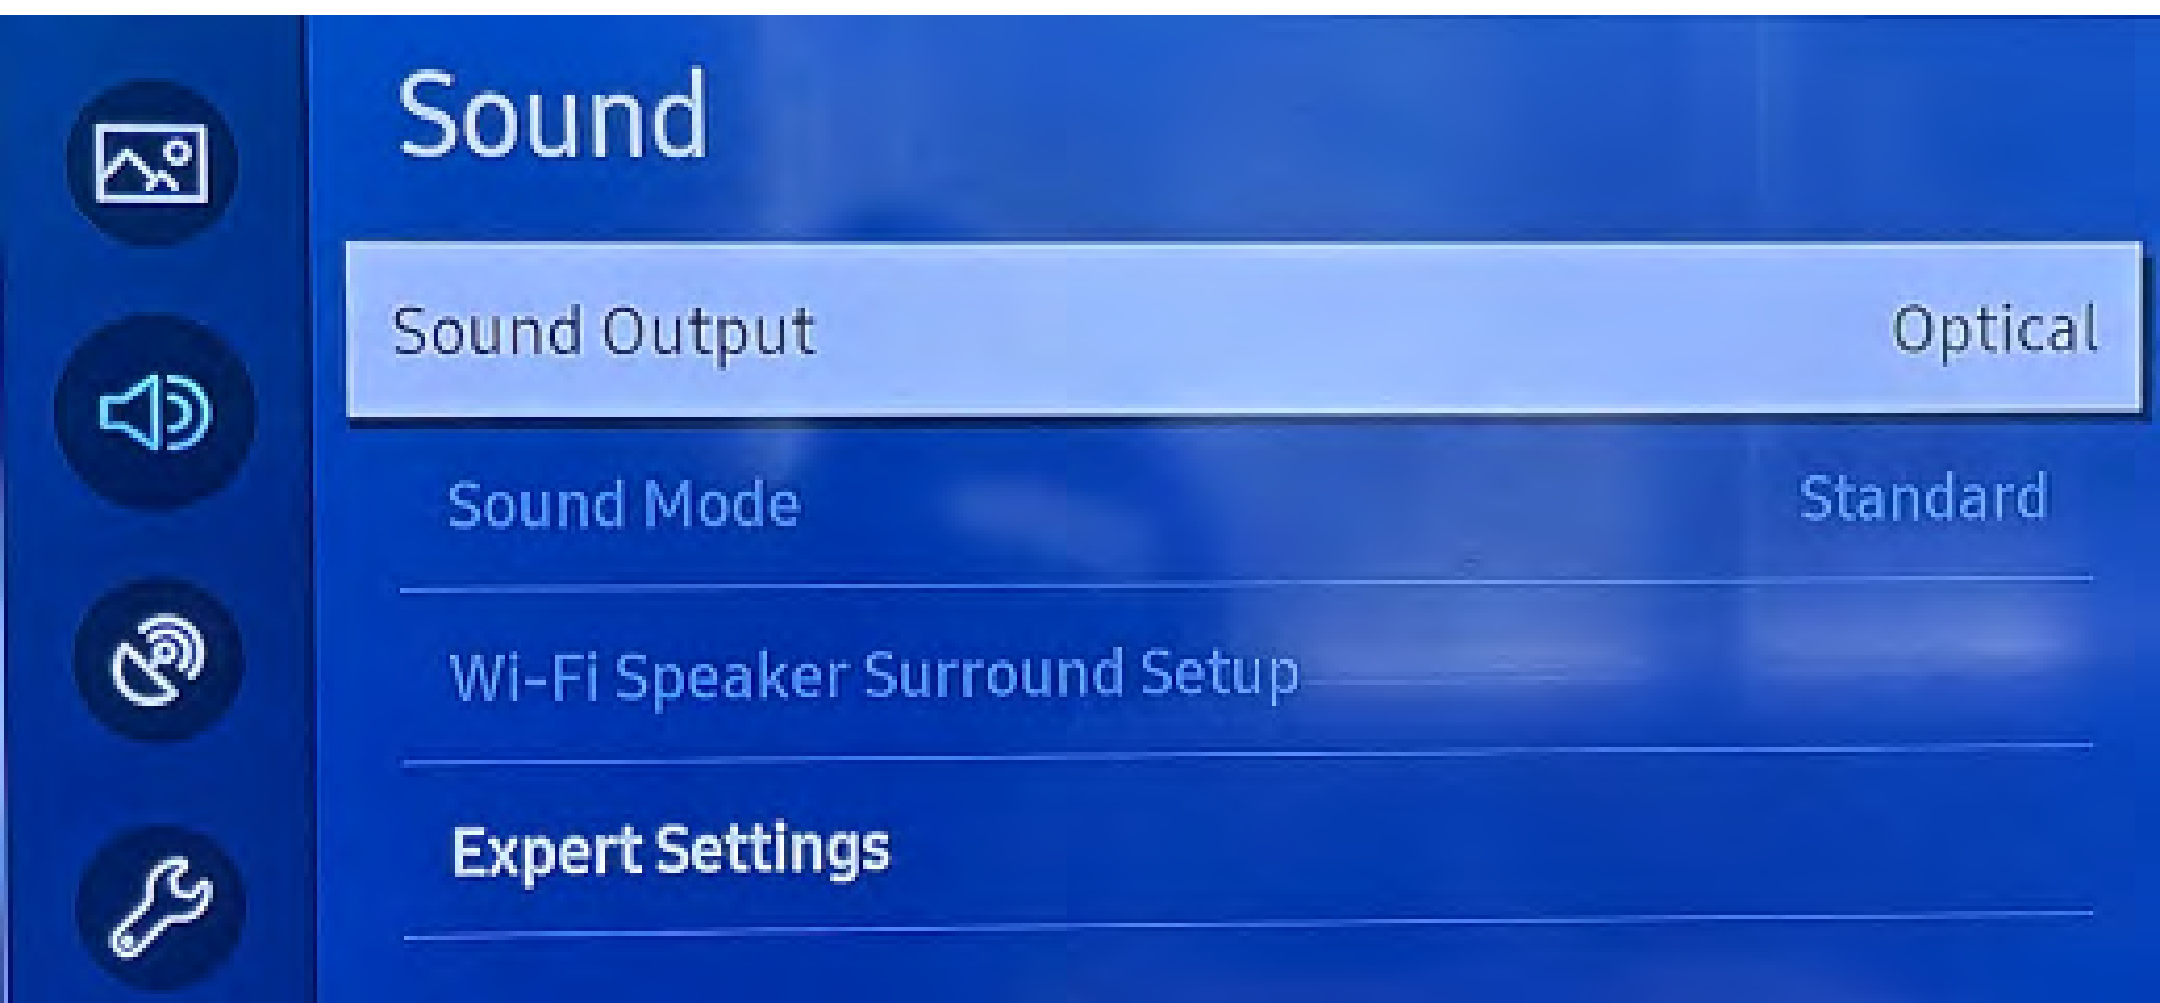 Sound
Sound Output Optical
Sound Mode Standard
Wi-Fi Speaker Surround Setup
Expert Settings